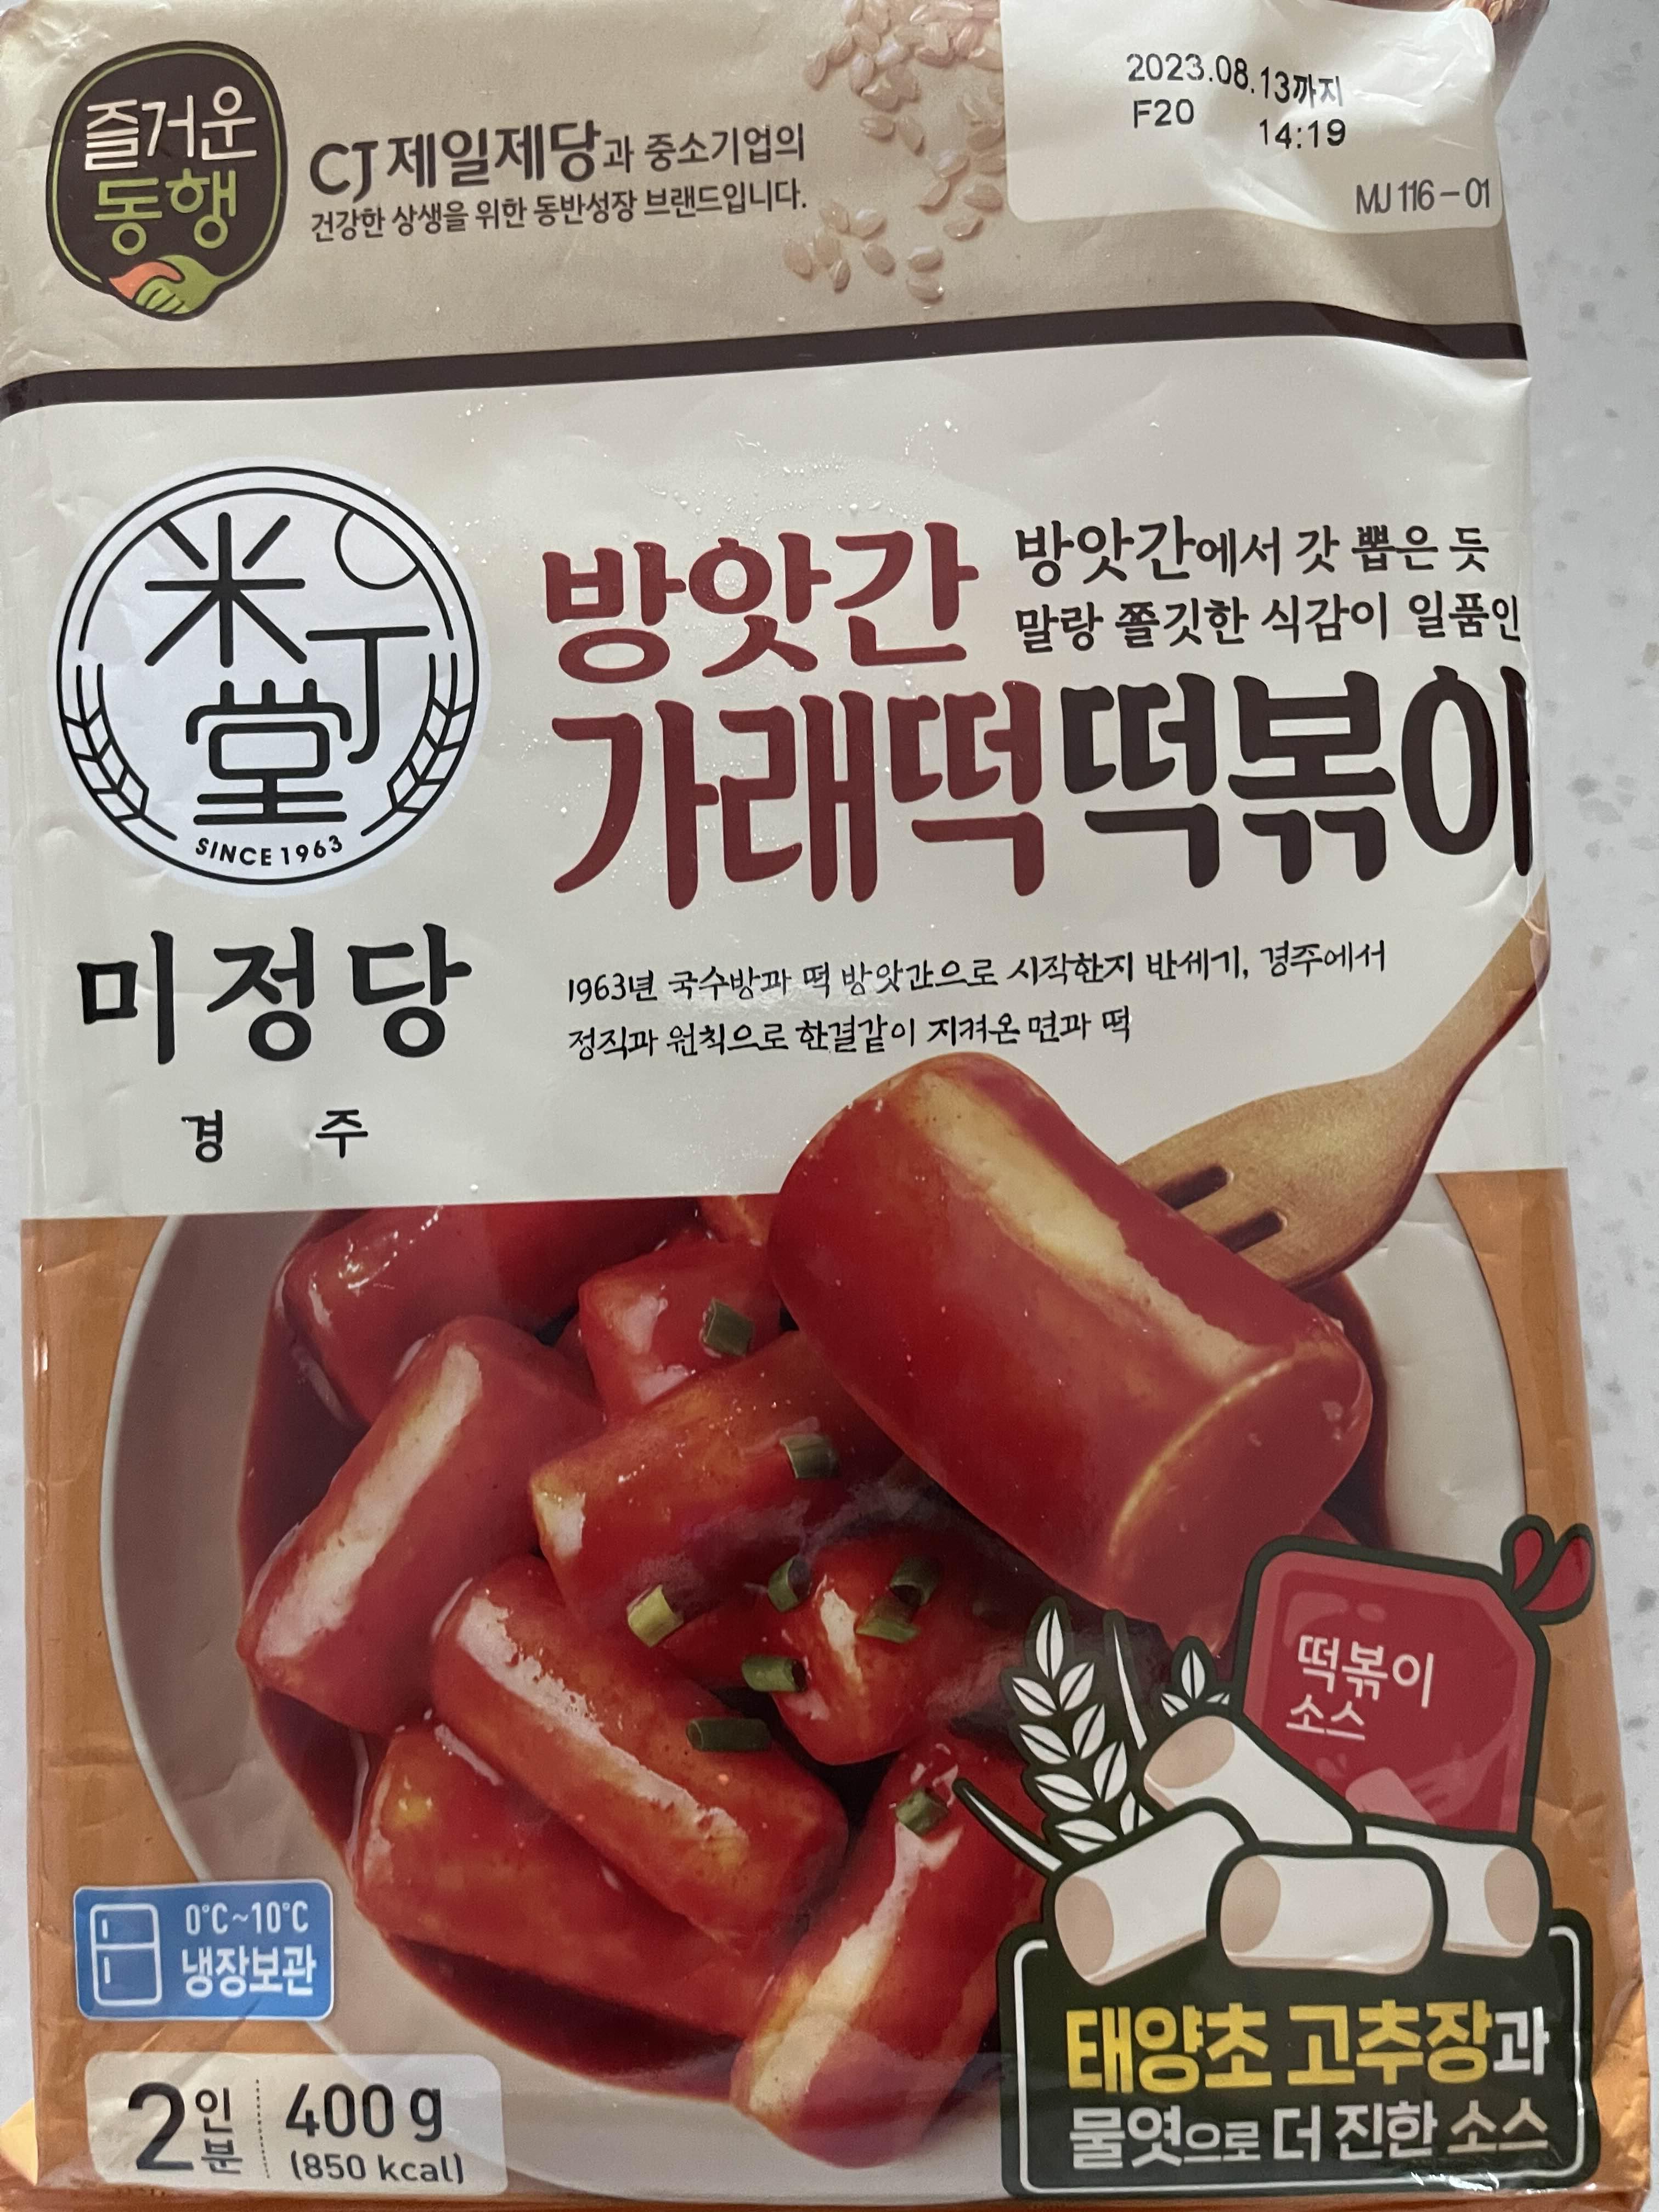 즐거운
동행
CJ제일제당과 중소기업의
건강한 상생을 위한 동반성장 브랜드입니다.
2023.08.13까지
F20 14:19
MJ 116-01
米丁
堂
SINCE 1963
미정당
경 주
방앗간
방앗간에서 갓 뽑은 듯
말랑 쫄깃한 식감이 일품인
가래떡떡볶이
1963년 국수방과 떡 방앗간으로 시작한지 반세기, 경주에서
정직과 원칙으로 한결같이 지켜온 면과 떡
떡볶이
소스
0℃~10℃
냉장보관
2인분
400 g
(850 kcal)
태양초 고추장과
물엿으로 더 진한 소스